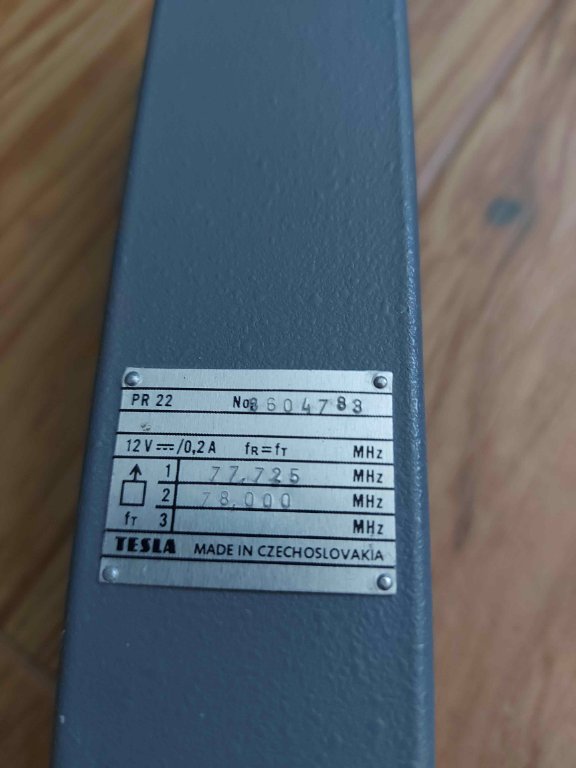 PR 22 No. 8604783
12 V⎓/0,2 A fR=fT MHz
1 77,725 MHz
2 78,000 MHz
fT 3 MHz
TESLA MADE IN CZECHOSLOVAKIA